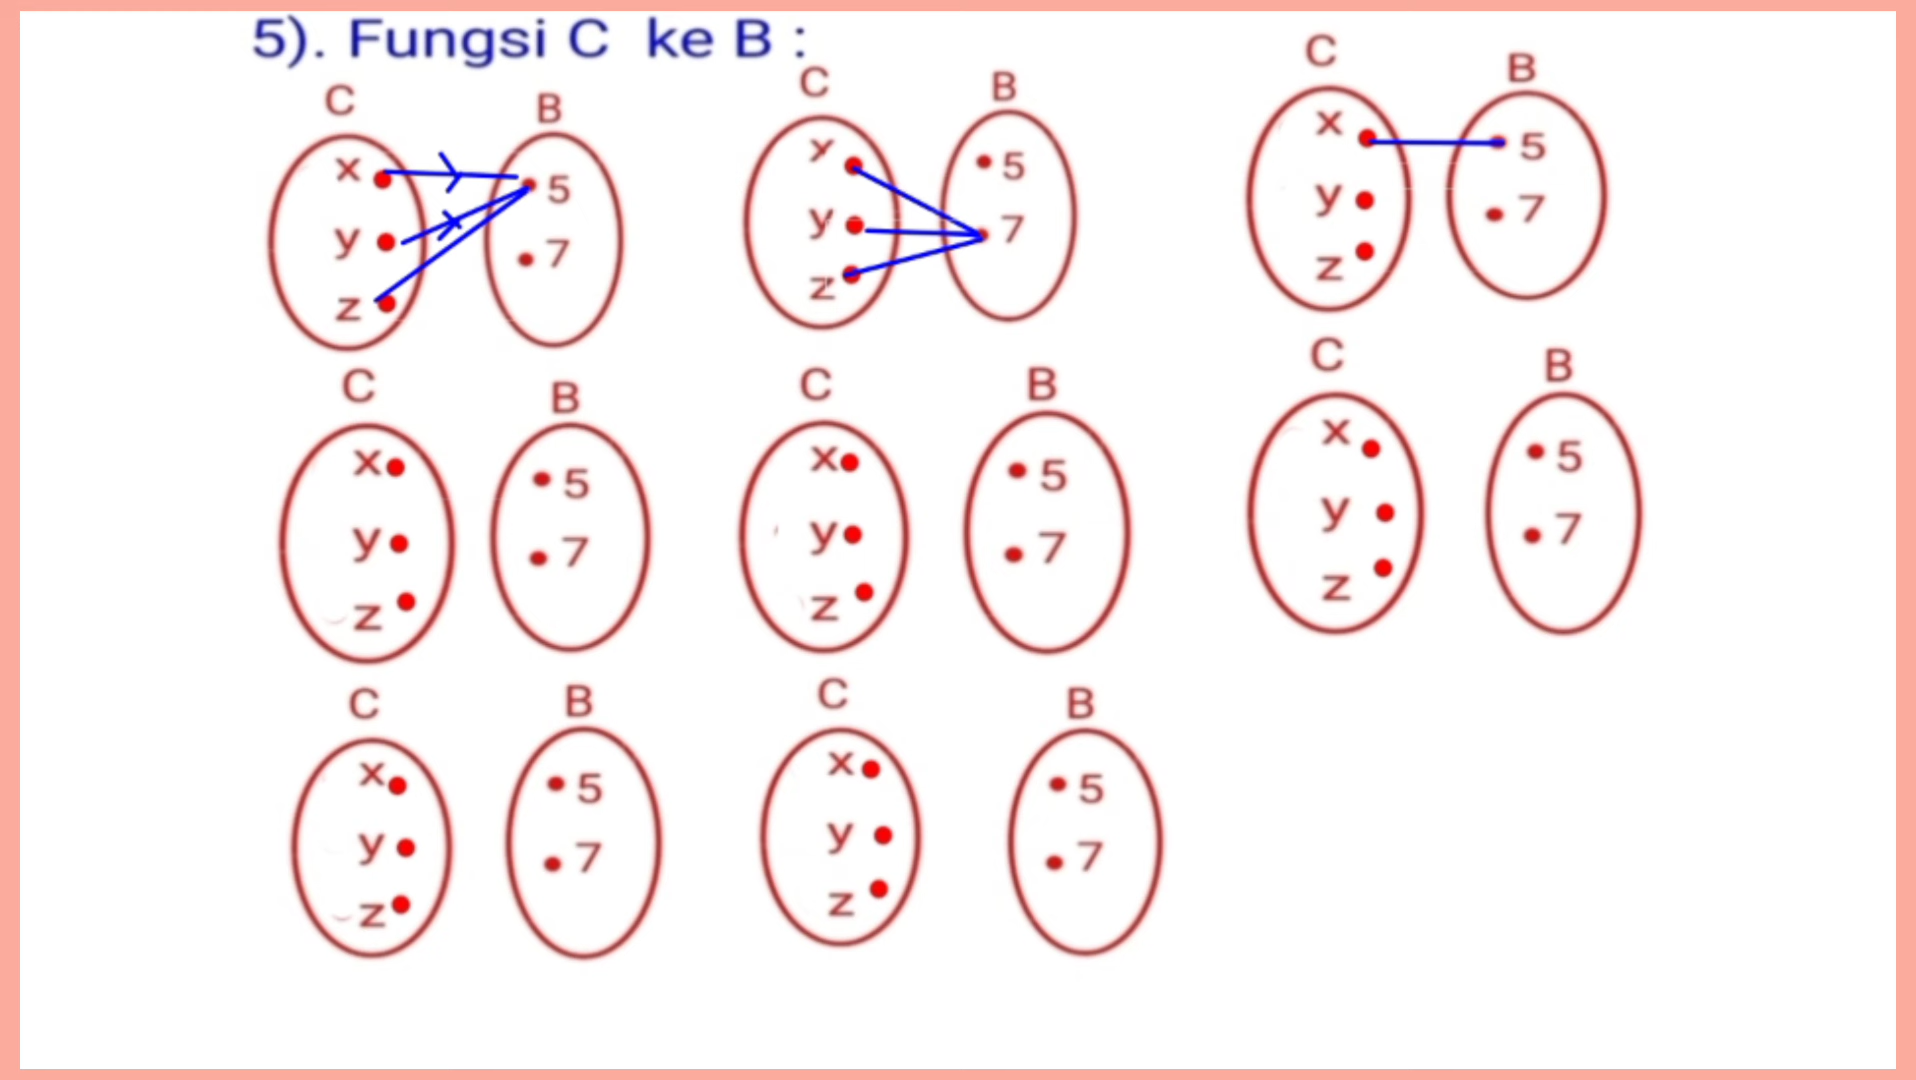 5). Fungsi C ke B :
C B C B C B
x 5 x 5 x 5
y 7 y 7 y 7
z z z
C B C B C B
x 5 x 5 x 5
y 7 y 7 y 7
z z z
C B C B
x 5 x 5
y 7 y 7
z z